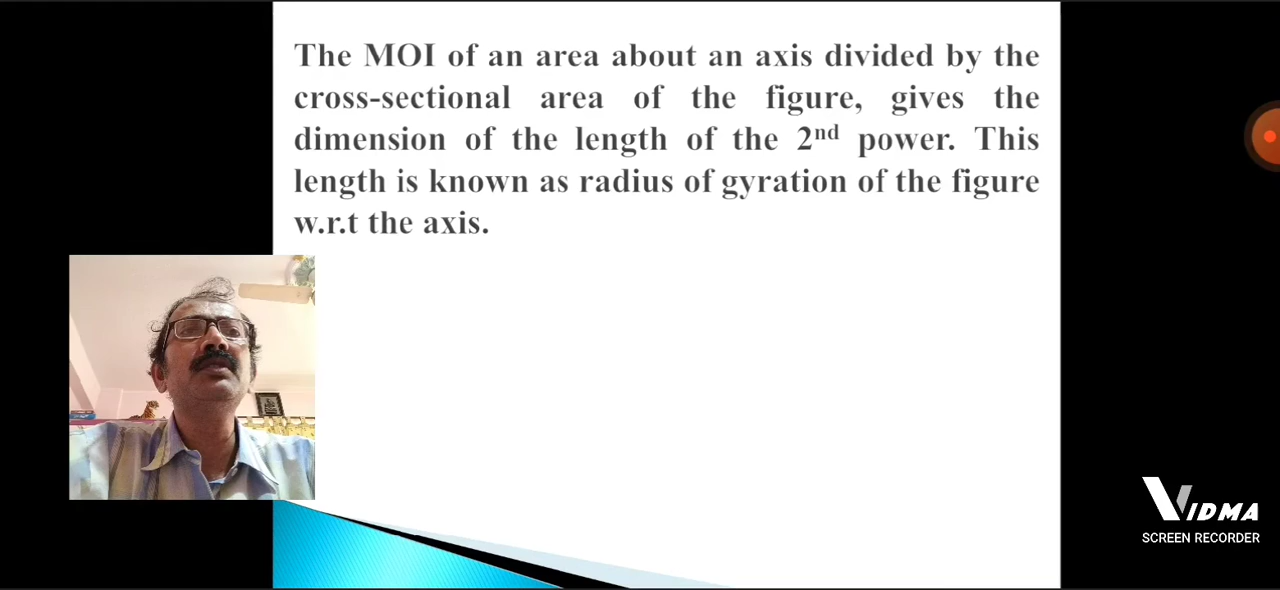 The MOI of an area about an axis divided by the
cross-sectional area of the figure, gives the
dimension of the length of the 2nd power. This
length is known as radius of gyration of the figure
w.r.t the axis.
VIDMA
SCREEN RECORDER